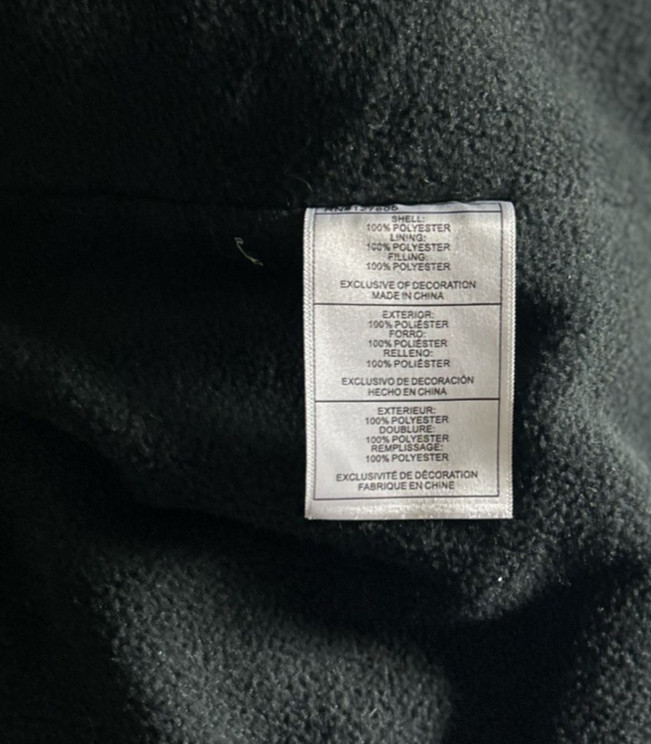 SHELL:
100% POLYESTER
LINING:
100% POLYESTER
FILLING:
100% POLYESTER
EXCLUSIVE OF DECORATION
MADE IN CHINA
EXTERIOR:
100% POLIÉSTER
FORRO:
100% POLIÉSTER
RELLENO:
100% POLIÉSTER
EXCLUSIVO DE DECORACIÓN
HECHO EN CHINA
EXTERIEUR:
100% POLYESTER
DOUBLURE:
100% POLYESTER
REMPLISSAGE:
100% POLYESTER
EXCLUSIVITÉ DE DÉCORATION
FABRIQUE EN CHINE